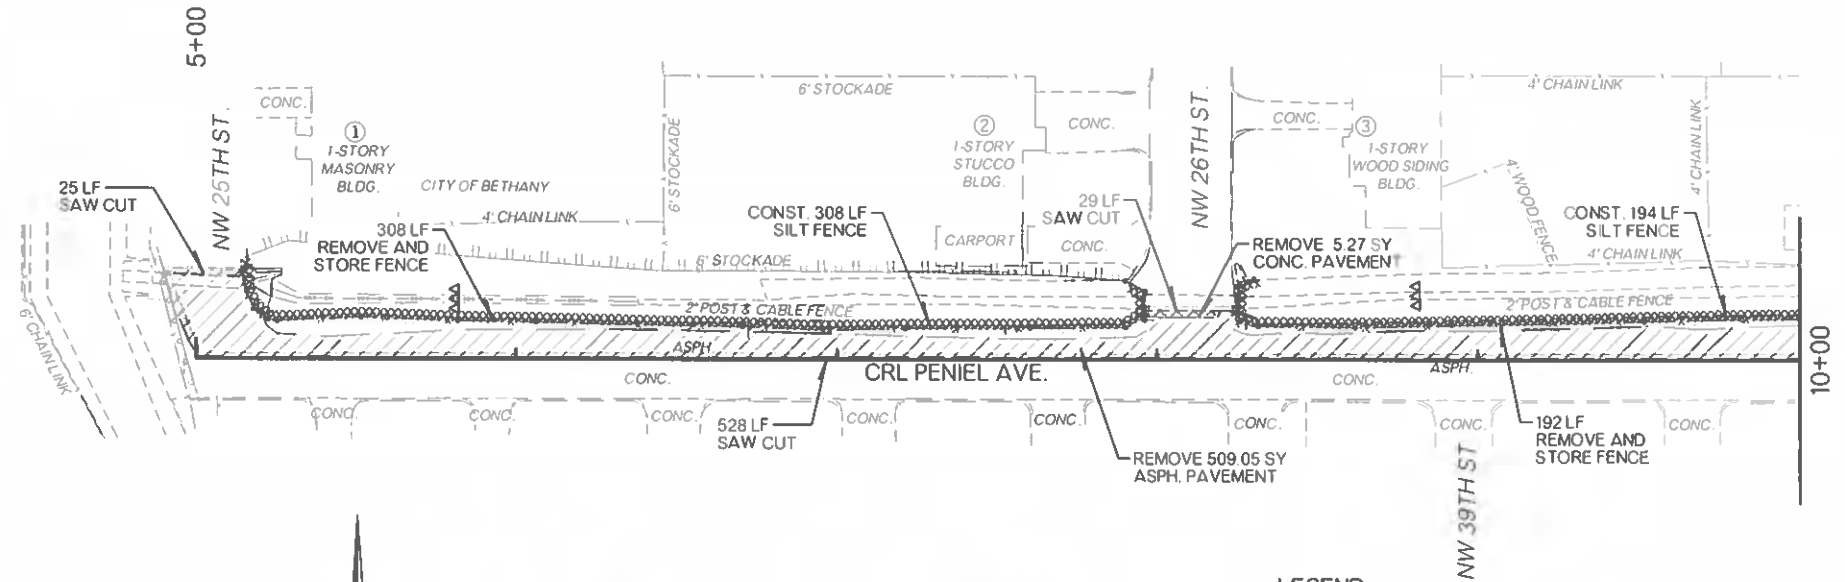 5+00
NW 25TH ST.
CONC.
①
1-STORY
MASONRY
BLDG.
CITY OF BETHANY
25 LF
SAW CUT
4' CHAIN LINK
308 LF
REMOVE AND
STORE FENCE
6' STOCKADE
6' STOCKADE
6' STOCKADE
②
1-STORY
STUCCO
BLDG.
CONC.
CONST. 308 LF
SILT FENCE
CARPORT
CONC.
29 LF
SAW CUT
NW 26TH ST.
REMOVE 5.27 SY
CONC. PAVEMENT
CONC.
③
1-STORY
WOOD SIDING
BLDG.
4' CHAIN LINK
4' WOOD FENCE
4' CHAIN LINK
CONST. 194 LF
SILT FENCE
4' CHAIN LINK
2' POST & CABLE FENCE
2' POST & CABLE FENCE
6' CHAIN LINK
ASPH.
ASPH.
CONC.
CRL PENIEL AVE.
CONC.
10+00
CONC.
CONC.
CONC.
CONC.
CONC.
CONC.
CONC.
CONC.
528 LF
SAW CUT
REMOVE 509.05 SY
ASPH. PAVEMENT
192 LF
REMOVE AND
STORE FENCE
NW 39TH ST
LEGEND